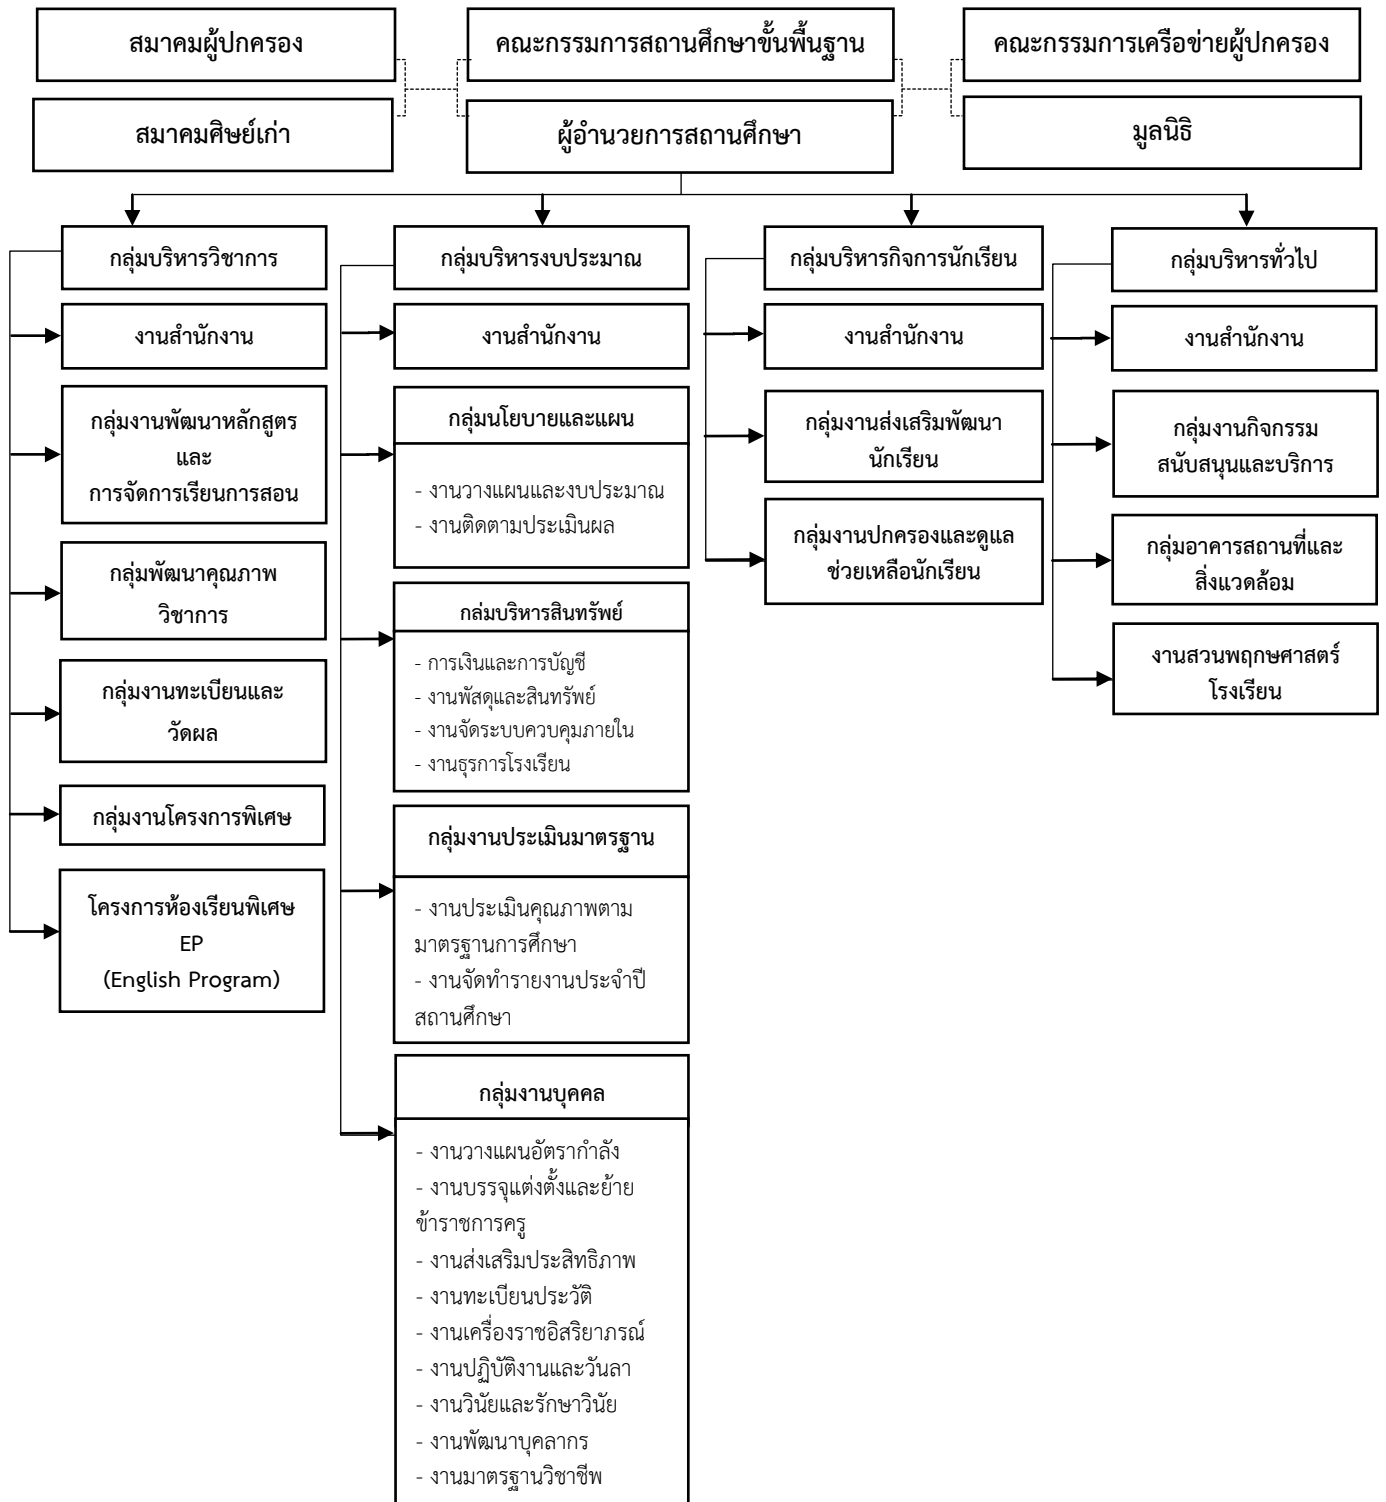 สมาคมผู้ปกครอง
คณะกรรมการสถานศึกษาขั้นพื้นฐาน
คณะกรรมการเครือข่ายผู้ปกครอง
สมาคมศิษย์เก่า
ผู้อำนวยการสถานศึกษา
มูลนิธิ
กลุ่มบริหารวิชาการ
งานสำนักงาน
กลุ่มงานพัฒนาหลักสูตร
และ
การจัดการเรียนการสอน
กลุ่มพัฒนาคุณภาพ
วิชาการ
กลุ่มงานทะเบียนและ
วัดผล
กลุ่มงานโครงการพิเศษ
โครงการห้องเรียนพิเศษ
EP
(English Program)
กลุ่มบริหารงบประมาณ
งานสำนักงาน
กลุ่มนโยบายและแผน
- งานวางแผนและงบประมาณ
- งานติดตามประเมินผล
กล่มบริหารสินทรัพย์
- การเงินและการบัญชี
- งานพัสดุและสินทรัพย์
- งานจัดระบบควบคุมภายใน
- งานธุรการโรงเรียน
กลุ่มงานประเมินมาตรฐาน
- งานประเมินคุณภาพตาม
มาตรฐานการศึกษา
- งานจัดทำรายงานประจำปี
สถานศึกษา
กลุ่มงานบุคคล
- งานวางแผนอัตรากำลัง
- งานบรรจุแต่งตั้งและย้าย
ข้าราชการครู
- งานส่งเสริมประสิทธิภาพ
- งานทะเบียนประวัติ
- งานเครื่องราชอิสริยาภรณ์
- งานปฏิบัติงานและวันลา
- งานวินัยและรักษาวินัย
- งานพัฒนาบุคลากร
- งานมาตรฐานวิชาชีพ
กลุ่มบริหารกิจการนักเรียน
งานสำนักงาน
กลุ่มงานส่งเสริมพัฒนา
นักเรียน
กลุ่มงานปกครองและดูแล
ช่วยเหลือนักเรียน
กลุ่มบริหารทั่วไป
งานสำนักงาน
กลุ่มงานกิจกรรม
สนับสนุนและบริการ
กลุ่มอาคารสถานที่และ
สิ่งแวดล้อม
งานสวนพฤกษศาสตร์
โรงเรียน